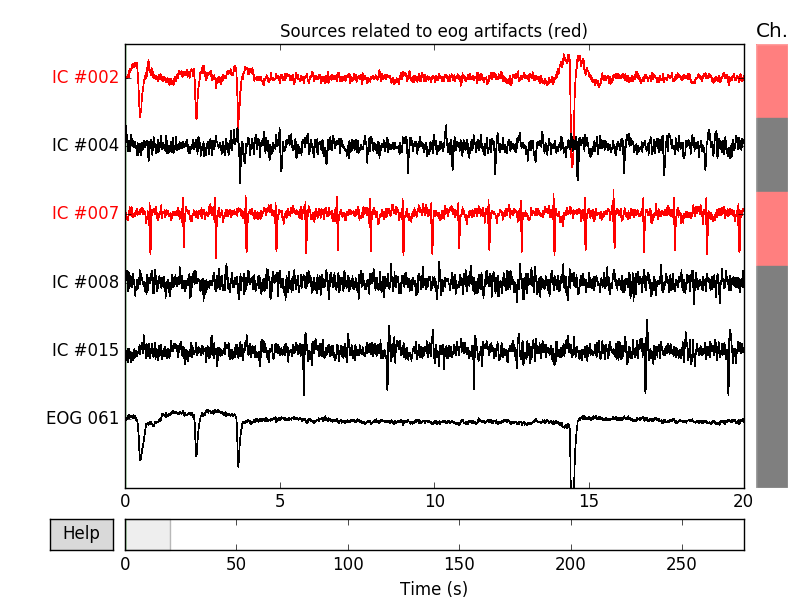 Sources related to eog artifacts (red)
Ch.
IC #002
IC #004
IC #007
IC #008
IC #015
EOG 061
0 5 10 15 20
Help
0 50 100 150 200 250
Time (s)